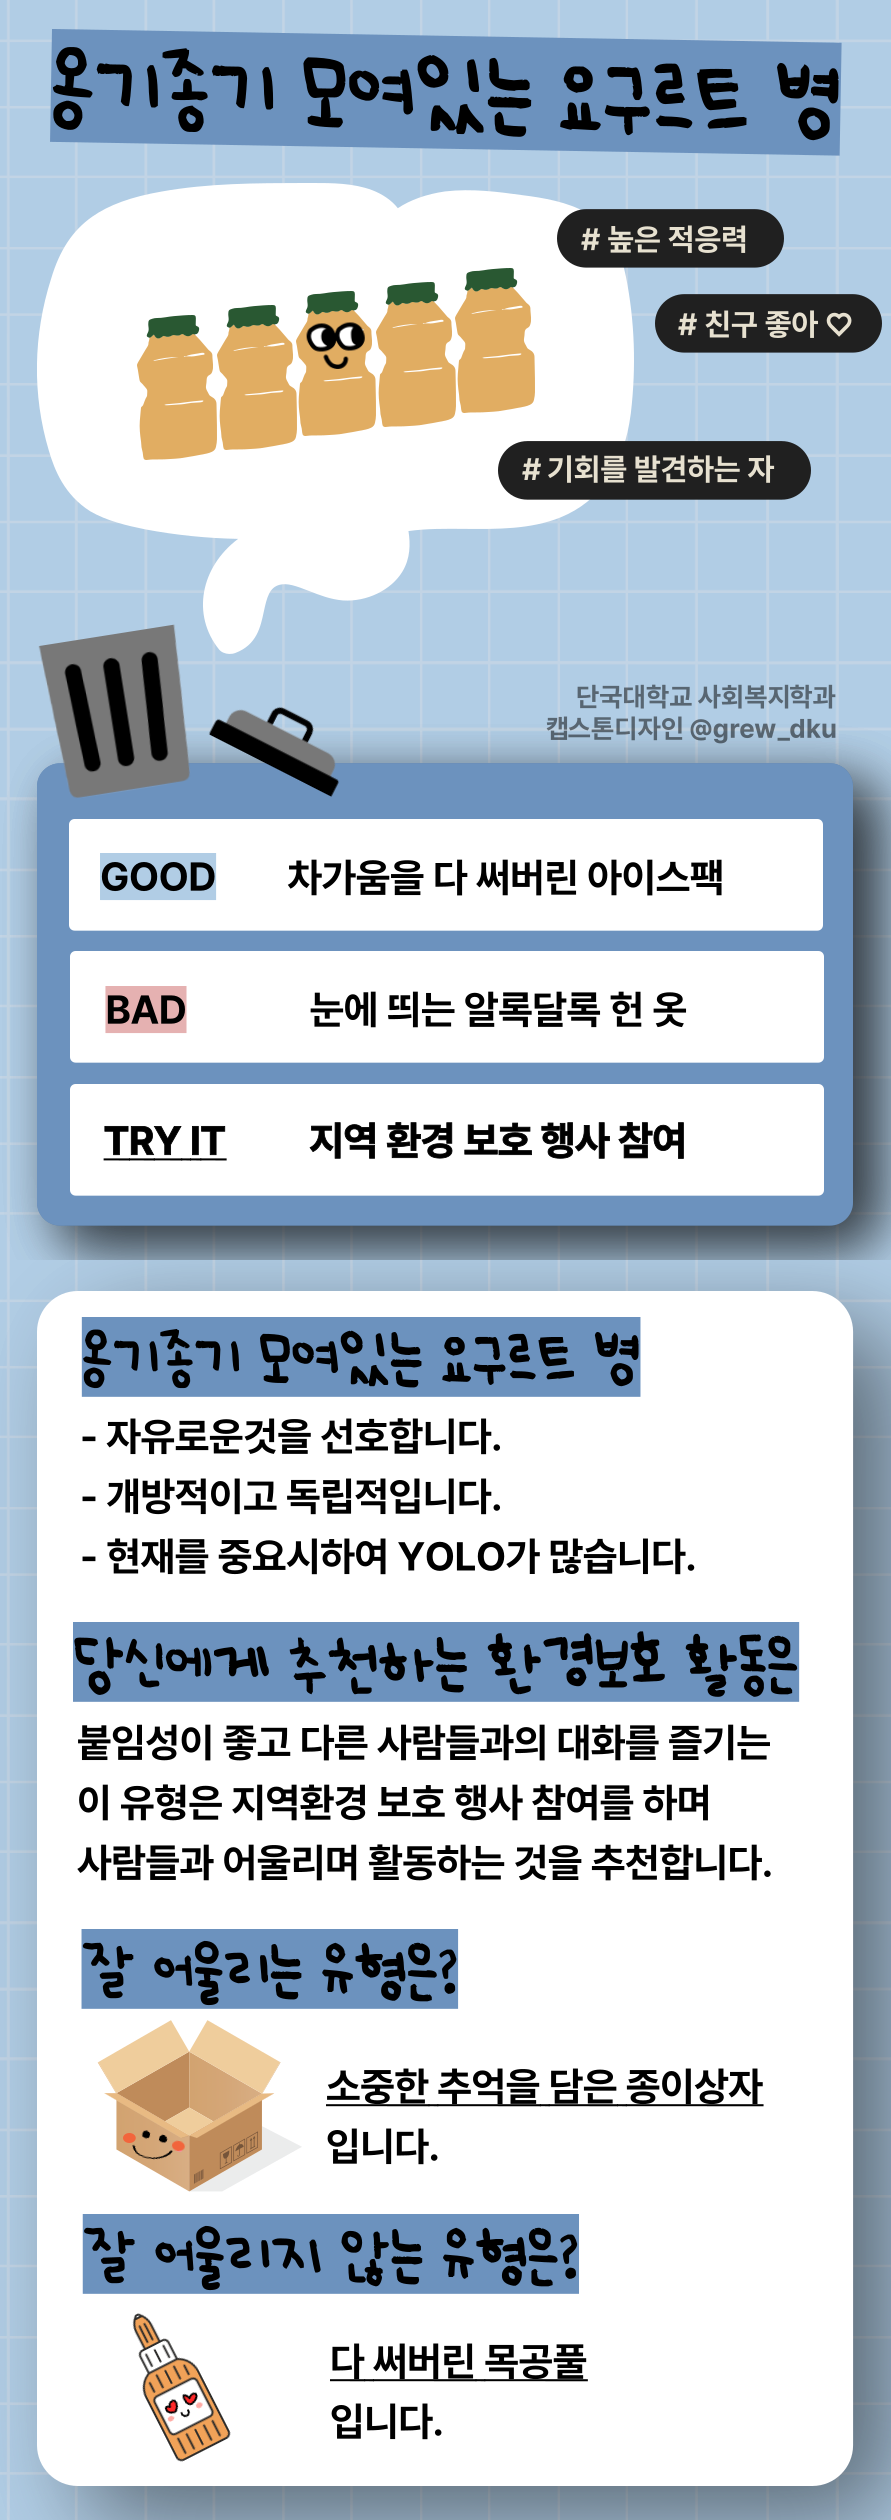 옹기종기 모여있는 요구르트 병
# 높은 적응력
# 친구 좋아 ♡
# 기회를 발견하는 자
단국대학교 사회복지학과
캡스톤디자인 @grew_dku
GOOD 차가움을 다 써버린 아이스팩
BAD 눈에 띄는 알록달록 헌 옷
TRY IT 지역 환경 보호 행사 참여
옹기종기 모여있는 요구르트 병
- 자유로운것을 선호합니다.
- 개방적이고 독립적입니다.
- 현재를 중요시하여 YOLO가 많습니다.
당신에게 추천하는 환경보호 활동은
붙임성이 좋고 다른 사람들과의 대화를 즐기는
이 유형은 지역환경 보호 행사 참여를 하며
사람들과 어울리며 활동하는 것을 추천합니다.
잘 어울리는 유형은?
소중한 추억을 담은 종이상자
입니다.
잘 어울리지 않는 유형은?
다 써버린 목공풀
입니다.